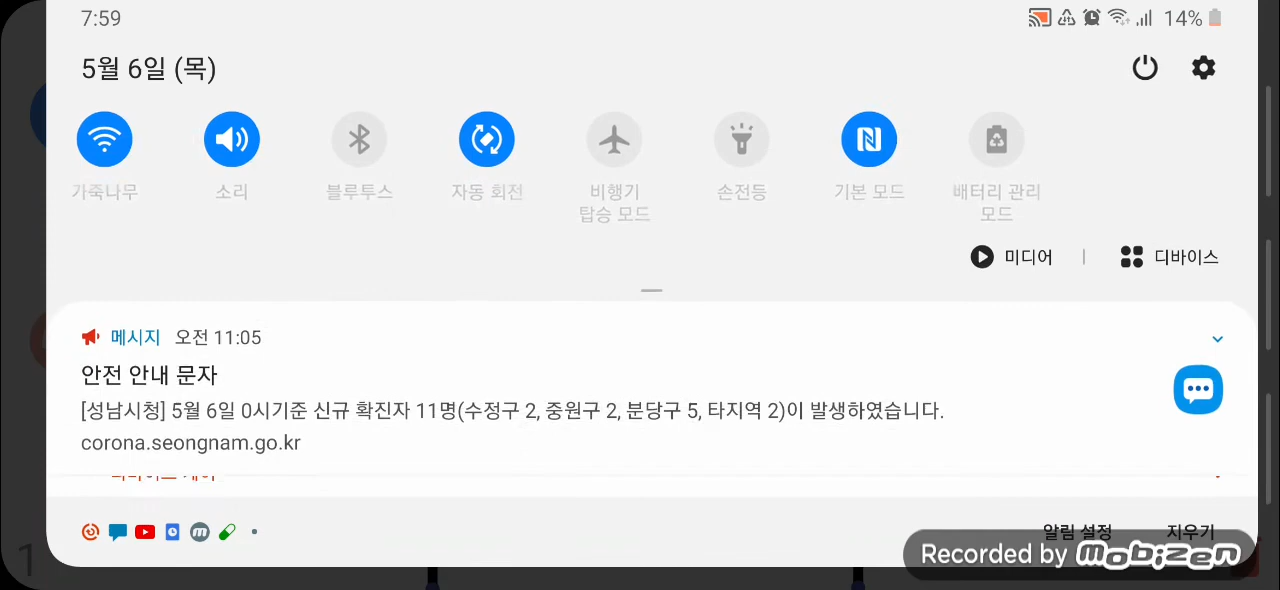 7:59
14%
5월 6일 (목)
가죽나무
소리
블루투스
자동 회전
비행기
탑승 모드
손전등
기본 모드
배터리 관리
모드
미디어
디바이스
메시지 오전 11:05
안전 안내 문자
[성남시청] 5월 6일 0시기준 신규 확진자 11명(수정구 2, 중원구 2, 분당구 5, 타지역 2)이 발생하였습니다.
corona.seongnam.go.kr
알림 설정
지우기
1
Recorded by mobizen